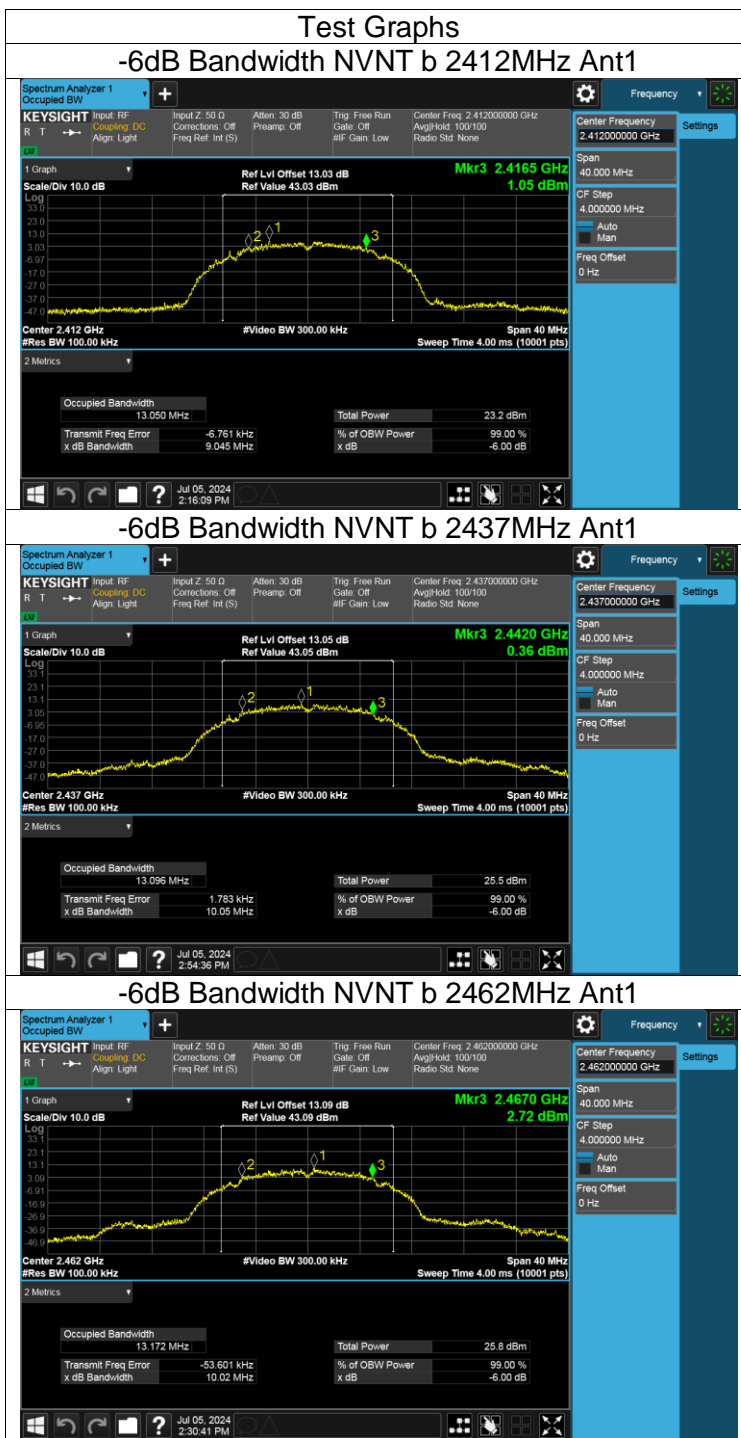 Test Graphs
-6dB Bandwidth NVNT b 2412MHz Ant1
Spectrum Analyzer 1
Occupied BW
+
Frequency
KEYSIGHT Input: RF Input Z: 50 Ω Atten: 30 dB Trig: Free Run Center Freq: 2.412000000 GHz
R T Coupling: DC Corrections: Off Preamp: Off Gate: Off Avg|Hold: 100/100
Align: Light Freq Ref: Int (S) #IF Gain: Low Radio Std: None
LXI
Center Frequency
2.412000000 GHz
Settings
Span
40.000 MHz
CF Step
4.000000 MHz
Auto
Man
Freq Offset
0 Hz
1 Graph
Ref Lvl Offset 13.03 dB
Mkr3 2.4165 GHz
Scale/Div 10.0 dB
Ref Value 43.03 dBm
1.05 dBm
Log
33.0
23.0
13.0
3.03
-6.97
-17.0
-27.0
-37.0
-47.0
2
1
3
Center 2.412 GHz #Video BW 300.00 kHz Span 40 MHz
#Res BW 100.00 kHz Sweep Time 4.00 ms (10001 pts)
2 Metrics
Occupied Bandwidth
13.050 MHz Total Power 23.2 dBm
Transmit Freq Error -6.761 kHz % of OBW Power 99.00 %
x dB Bandwidth 9.045 MHz x dB -6.00 dB
? Jul 05, 2024
2:16:09 PM
-6dB Bandwidth NVNT b 2437MHz Ant1
Spectrum Analyzer 1
Occupied BW
+
Frequency
KEYSIGHT Input: RF Input Z: 50 Ω Atten: 30 dB Trig: Free Run Center Freq: 2.437000000 GHz
R T Coupling: DC Corrections: Off Preamp: Off Gate: Off Avg|Hold: 100/100
Align: Light Freq Ref: Int (S) #IF Gain: Low Radio Std: None
LXI
Center Frequency
2.437000000 GHz
Settings
Span
40.000 MHz
CF Step
4.000000 MHz
Auto
Man
Freq Offset
0 Hz
1 Graph
Ref Lvl Offset 13.05 dB
Mkr3 2.4420 GHz
Scale/Div 10.0 dB
Ref Value 43.05 dBm
0.36 dBm
Log
33.1
23.1
13.1
3.05
-6.95
-17.0
-27.0
-37.0
-47.0
2
1
3
Center 2.437 GHz #Video BW 300.00 kHz Span 40 MHz
#Res BW 100.00 kHz Sweep Time 4.00 ms (10001 pts)
2 Metrics
Occupied Bandwidth
13.096 MHz Total Power 25.5 dBm
Transmit Freq Error 1.783 kHz % of OBW Power 99.00 %
x dB Bandwidth 10.05 MHz x dB -6.00 dB
? Jul 05, 2024
2:54:36 PM
-6dB Bandwidth NVNT b 2462MHz Ant1
Spectrum Analyzer 1
Occupied BW
+
Frequency
KEYSIGHT Input: RF Input Z: 50 Ω Atten: 30 dB Trig: Free Run Center Freq: 2.462000000 GHz
R T Coupling: DC Corrections: Off Preamp: Off Gate: Off Avg|Hold: 100/100
Align: Light Freq Ref: Int (S) #IF Gain: Low Radio Std: None
LXI
Center Frequency
2.462000000 GHz
Settings
Span
40.000 MHz
CF Step
4.000000 MHz
Auto
Man
Freq Offset
0 Hz
1 Graph
Ref Lvl Offset 13.09 dB
Mkr3 2.4670 GHz
Scale/Div 10.0 dB
Ref Value 43.09 dBm
2.72 dBm
Log
33.1
23.1
13.1
3.09
-6.91
-16.9
-26.9
-36.9
-46.9
2
1
3
Center 2.462 GHz #Video BW 300.00 kHz Span 40 MHz
#Res BW 100.00 kHz Sweep Time 4.00 ms (10001 pts)
2 Metrics
Occupied Bandwidth
13.172 MHz Total Power 25.8 dBm
Transmit Freq Error -53.601 kHz % of OBW Power 99.00 %
x dB Bandwidth 10.02 MHz x dB -6.00 dB
? Jul 05, 2024
2:30:41 PM